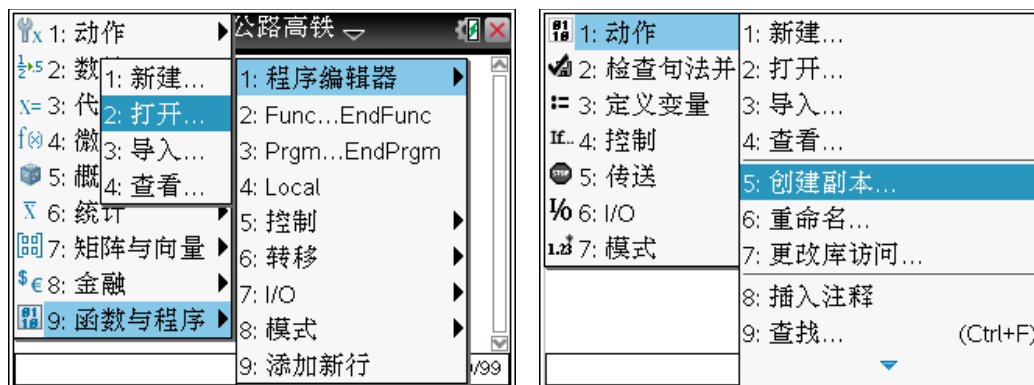 1: 动作
2: 数
3: 代
4: 微
5: 概
6: 统计
7: 矩阵与向量
8: 金融
9: 函数与程序
1: 新建...
2: 打开...
3: 导入...
4: 查看...
公路高铁
1: 程序编辑器
2: Func...EndFunc
3: Prgm...EndPrgm
4: Local
5: 控制
6: 转移
7: I/O
8: 模式
9: 添加新行
/99
1: 动作
2: 检查句法并
3: 定义变量
4: 控制
5: 传送
6: I/O
7: 模式
1: 新建...
2: 打开...
3: 导入...
4: 查看...
5: 创建副本...
6: 重命名...
7: 更改库访问...
8: 插入注释
9: 查找... (Ctrl+F)